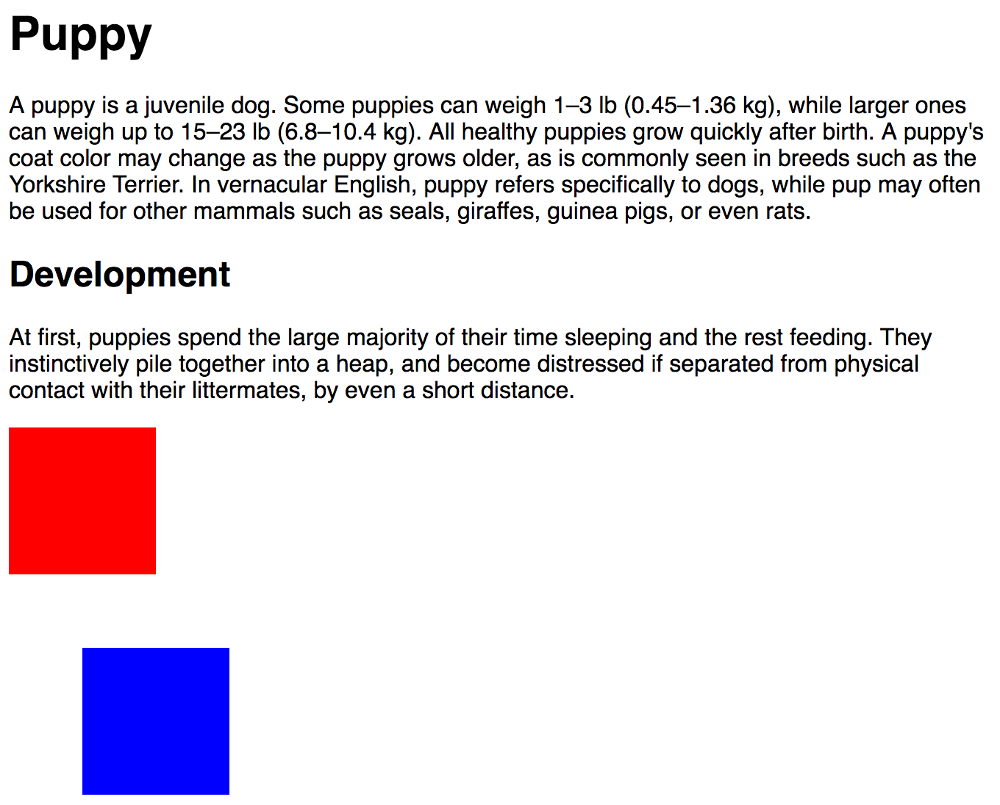 Puppy
A puppy is a juvenile dog. Some puppies can weigh 1–3 lb (0.45–1.36 kg), while larger ones
can weigh up to 15–23 lb (6.8–10.4 kg). All healthy puppies grow quickly after birth. A puppy's
coat color may change as the puppy grows older, as is commonly seen in breeds such as the
Yorkshire Terrier. In vernacular English, puppy refers specifically to dogs, while pup may often
be used for other mammals such as seals, giraffes, guinea pigs, or even rats.
Development
At first, puppies spend the large majority of their time sleeping and the rest feeding. They
instinctively pile together into a heap, and become distressed if separated from physical
contact with their littermates, by even a short distance.